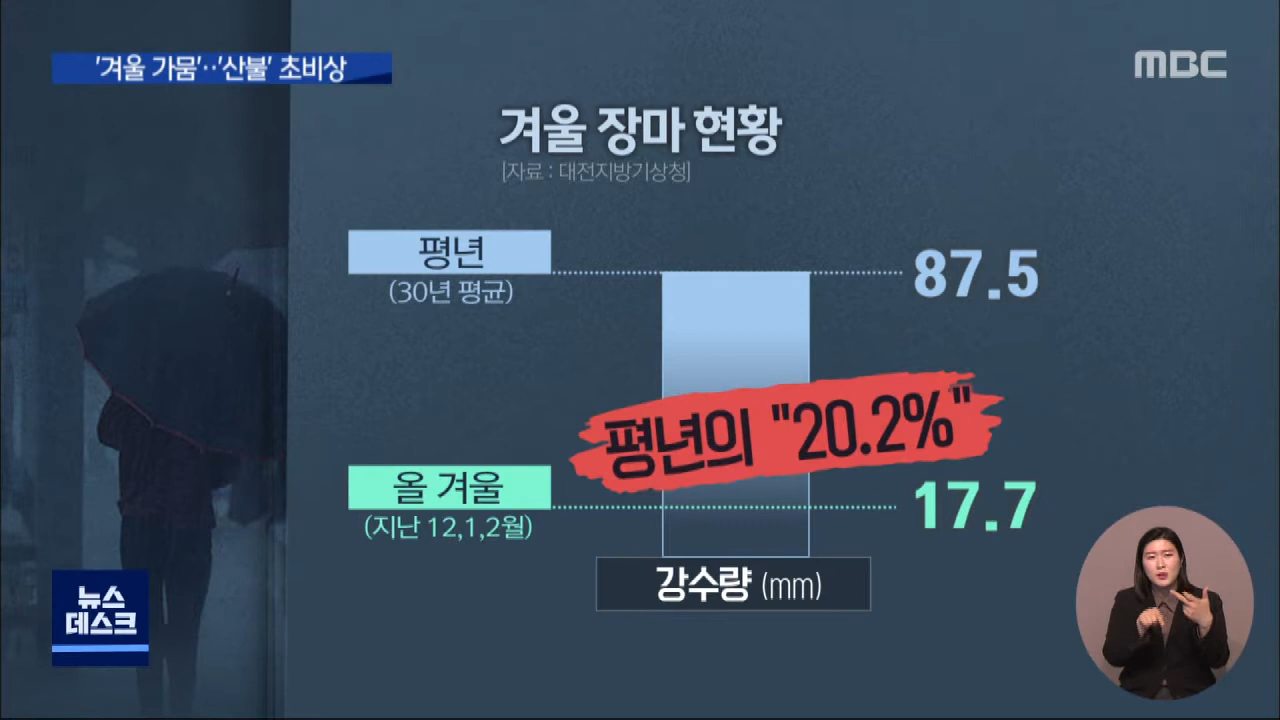 '겨울 가뭄'··'산불' 초비상
MBC
겨울 장마 현황
[자료 : 대전지방기상청]
평년
(30년 평균)
87.5
평년의 "20.2%"
올 겨울
(지난 12,1,2월)
17.7
강수량 (mm)
뉴스
데스크